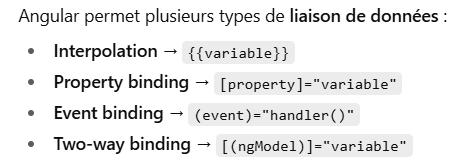 Angular permet plusieurs types de liaison de données :
• Interpolation → {{variable}}
• Property binding → [property]="variable"
• Event binding → (event)="handler()"
• Two-way binding → [(ngModel)]="variable"